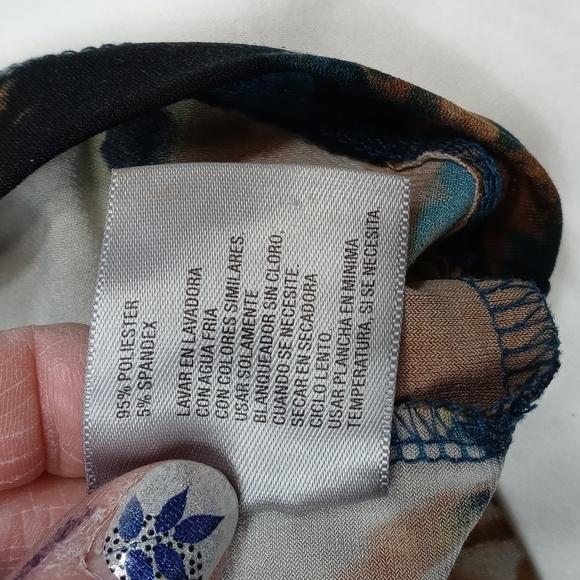 95% POLIESTER
5% SPANDEX
LAVAR EN LAVADORA
CON AGUA FRIA
CON COLORES SIMILARES.
USAR SOLAMENTE
BLANQUEADOR SIN CLORO,
CUANDO SE NECESITE.
SECAR EN SECADORA
CICLO LENTO
USAR PLANCHA EN MINIMA
TEMPERATURA, SI SE NECESITA